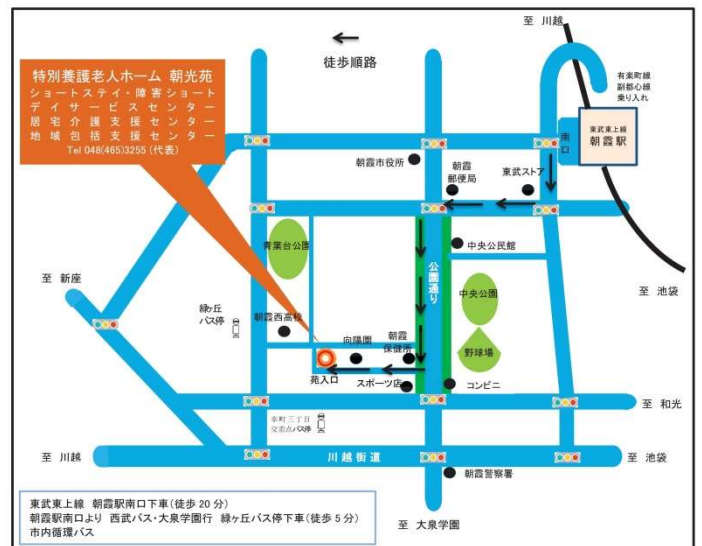 至 川越
徒歩順路
有楽町線
副都心線
乗り入れ
特別養護老人ホーム 朝光苑
ショートステイ・障害ショート
デイサービスセンター
居宅介護支援センター
地域包括支援センター
Tel 048(465)3255(代表)
東武東上線
朝霞駅
南口
朝霞市役所
朝霞
郵便局
東武ストア
青葉台公園
中央公民館
公園通り
中央公園
至 池袋
至 新座
緑ヶ丘
バス停
朝霞西高校
向陽園
朝霞
保健所
野球場
苑入口
スポーツ店
コンビニ
至 和光
幸町三丁目
交差点バス停
至 川越
川越街道
至 池袋
朝霞警察署
至 大泉学園
東武東上線 朝霞駅南口下車(徒歩20分)
朝霞駅南口より 西武バス・大泉学園行 緑ヶ丘バス停下車(徒歩5分)
市内循環バス